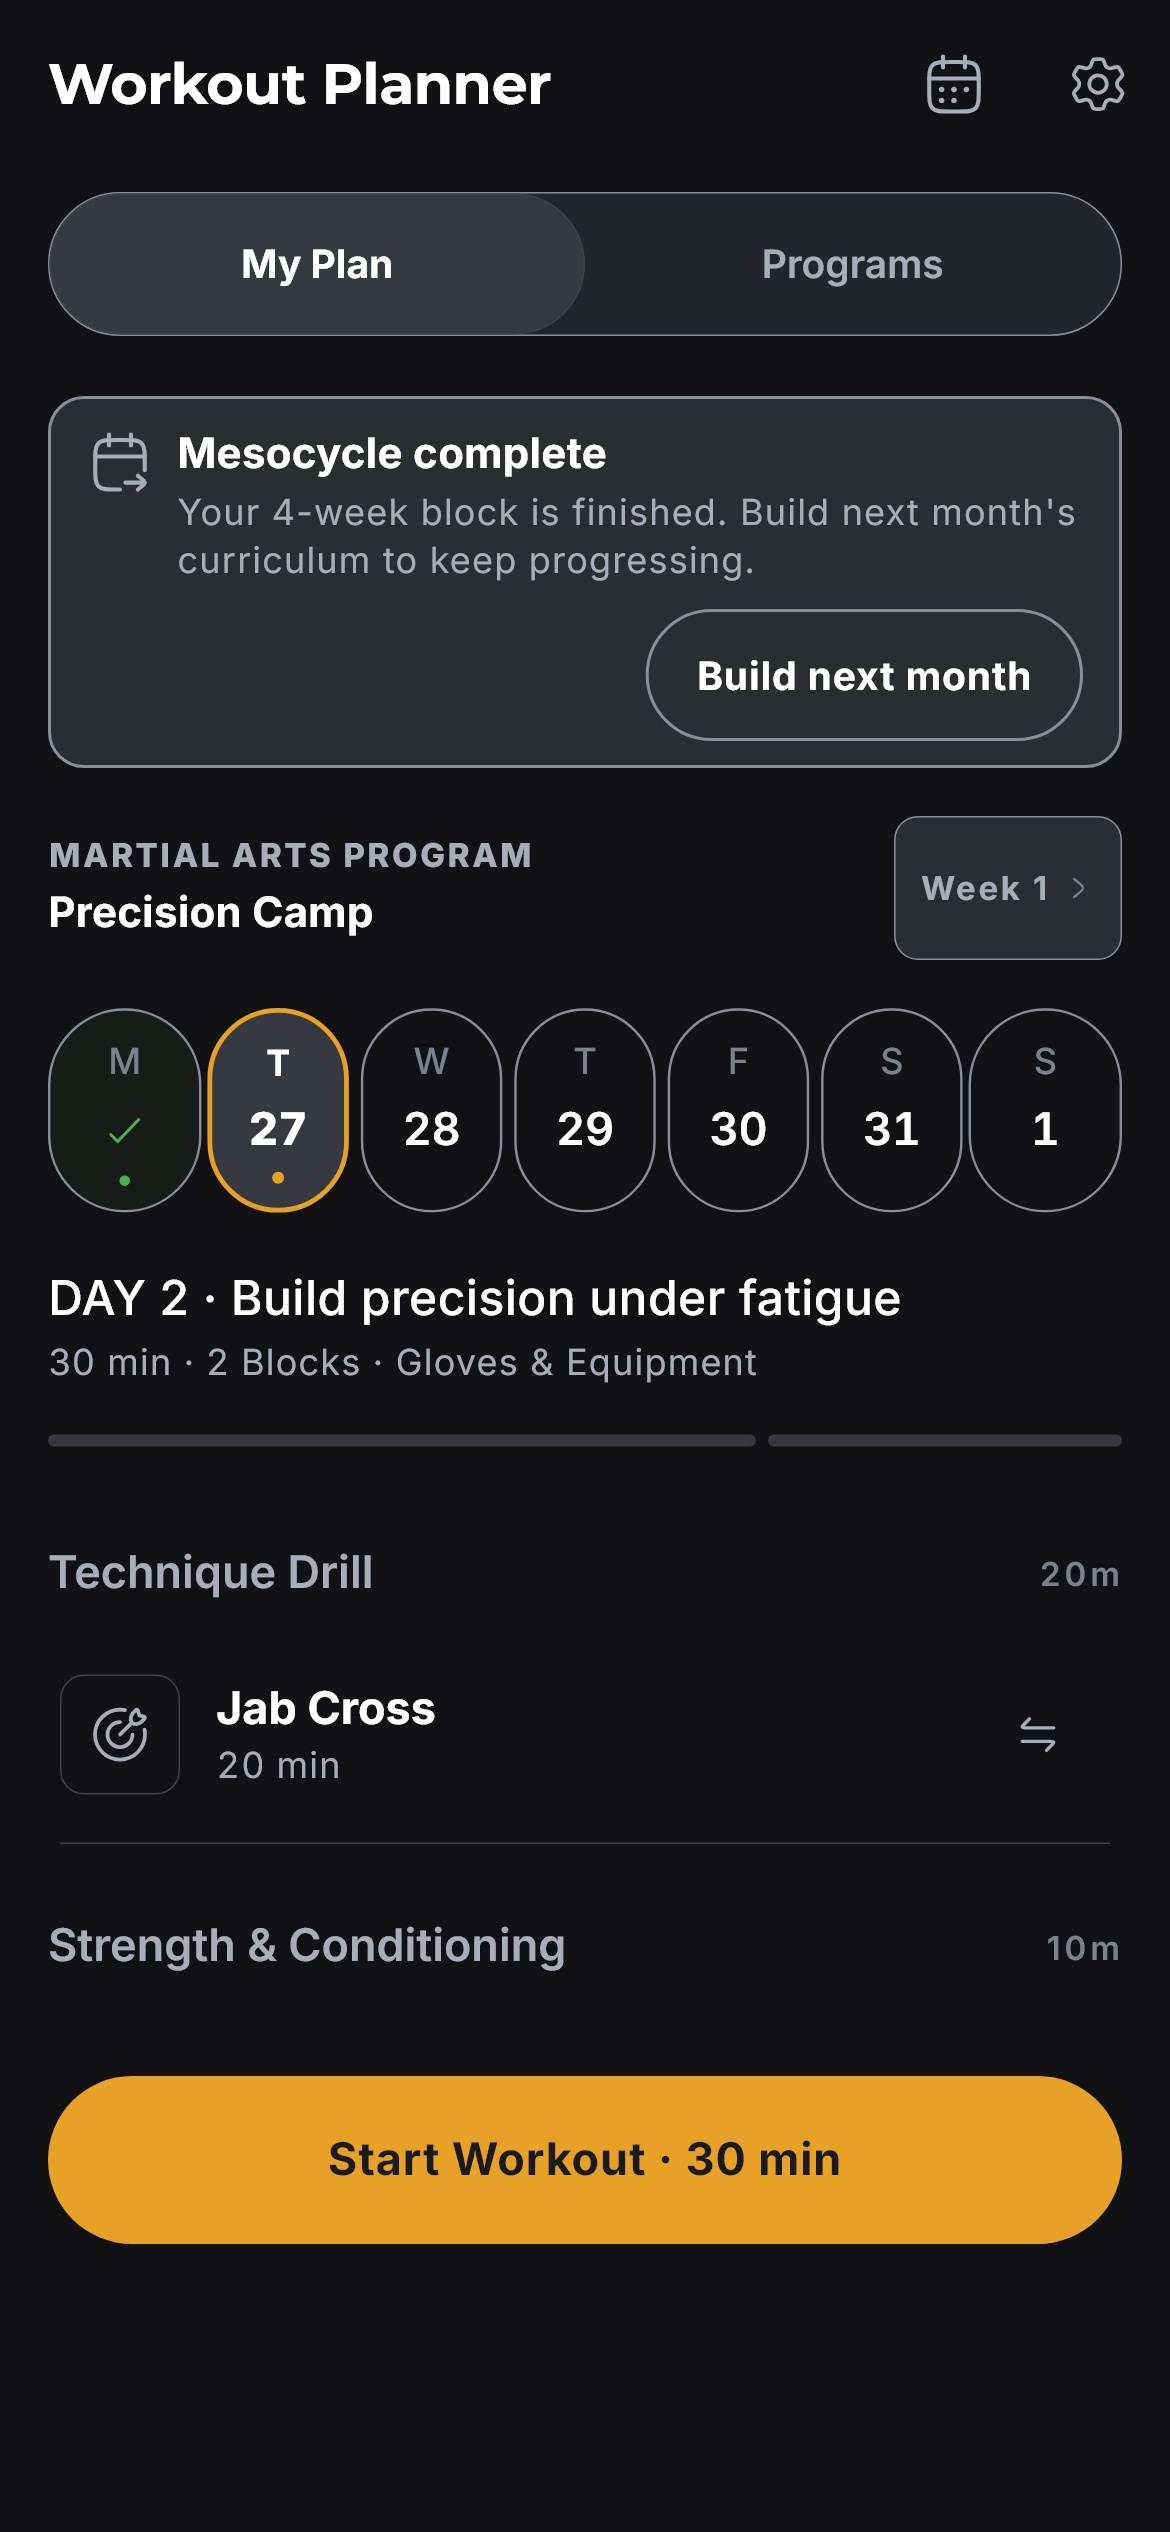 Workout Planner
My Plan
Programs
Mesocycle complete
Your 4-week block is finished. Build next month's
curriculum to keep progressing.
Build next month
MARTIAL ARTS PROGRAM
Precision Camp
Week 1
M T W T F S S
27 28 29 30 31 1
DAY 2 · Build precision under fatigue
30 min · 2 Blocks · Gloves & Equipment
Technique Drill 20m
Jab Cross
20 min
Strength & Conditioning 10m
Start Workout · 30 min